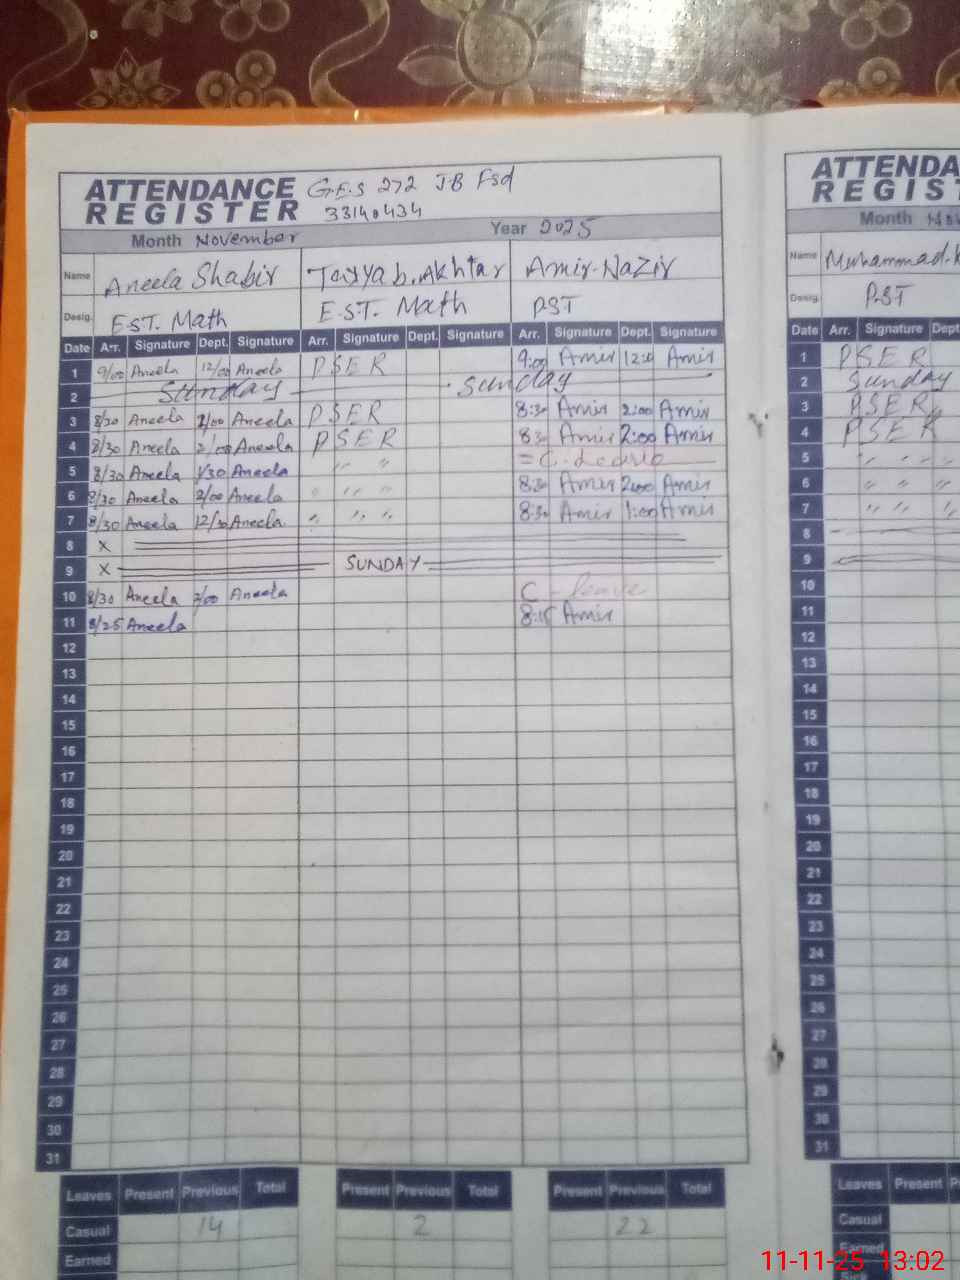 ATTENDANCE G.E.S 272 J.B Fsd
REGISTER 33140434
Month November Year 2025
Name Aneela Shabir Tayyab.Akhtar Amir.Nazir
Desig. E.S.T. Math E.S.T. Math PST
Date Arr. Signature Dept. Signature Arr. Signature Dept. Signature Arr. Signature Dept. Signature
1 9/00 Aneela 12/00 Aneela PSER 9:00 Amir Amir
2 Sunday Sunday
3 8/30 Aneela 2/00 Aneela PSER 8:30 Amir 2:00 Amir
4 8/30 Aneela 2/00 Aneela PSER 8:30 Amir 2:00 Amir
5 8/30 Aneela 1/30 Aneela " " " = C. Leave
6 8/30 Aneela 2/00 Aneela " " " " 8:30 Amir 2:00 Amir
7 8/30 Aneela 12/30 Aneela " " " " 8:30 Amir 1:00 Amir
8 x
9 x SUNDAY
10 8/30 Aneela 2/00 Aneela C - leave
11 8/25 Aneela 8:15 Amir
12
13
14
15
16
17
18
19
20
21
22
23
24
25
26
27
28
29
30
31
Leaves Present Previous Total Present Previous Total Present Previous Total
Casual 14 2 22
Earned
ATTENDA
REGIS
Month Nov
Name Muhammad.
Desig. PST
Date Arr. Signature Dept
1 PSER
2 Sunday
3 PSER
4 PSER
5 " " "
6 " " "
7 " " "
8
9
10
11
12
13
14
15
16
17
18
19
20
21
22
23
24
25
26
27
28
29
30
31
Leaves Present P
Casual
Earned
11-11-25 13:02